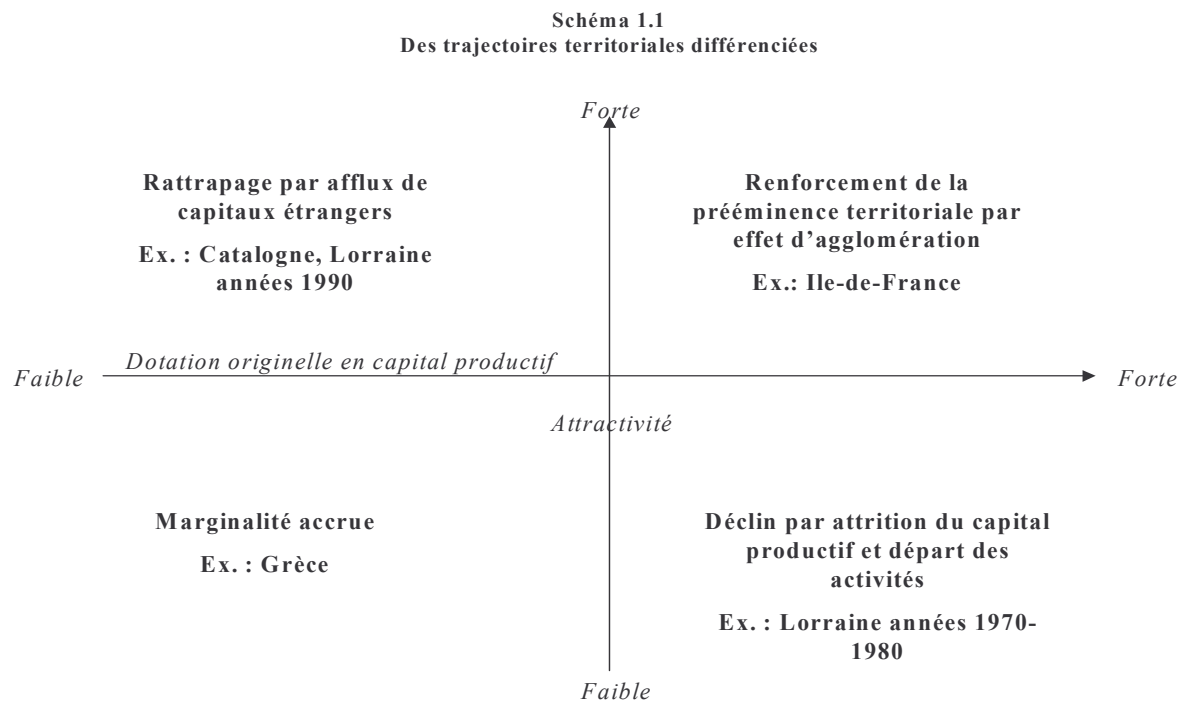 Schéma 1.1
Des trajectoires territoriales différenciées
Forte
Rattrapage par afflux de
capitaux étrangers
Ex. : Catalogne, Lorraine
années 1990
Renforcement de la
prééminence territoriale par
effet d’agglomération
Ex.: Ile-de-France
Dotation originelle en capital productif
Faible
Forte
Attractivité
Marginalité accrue
Ex. : Grèce
Déclin par attrition du capital
productif et départ des
activités
Ex. : Lorraine années 1970-
1980
Faible